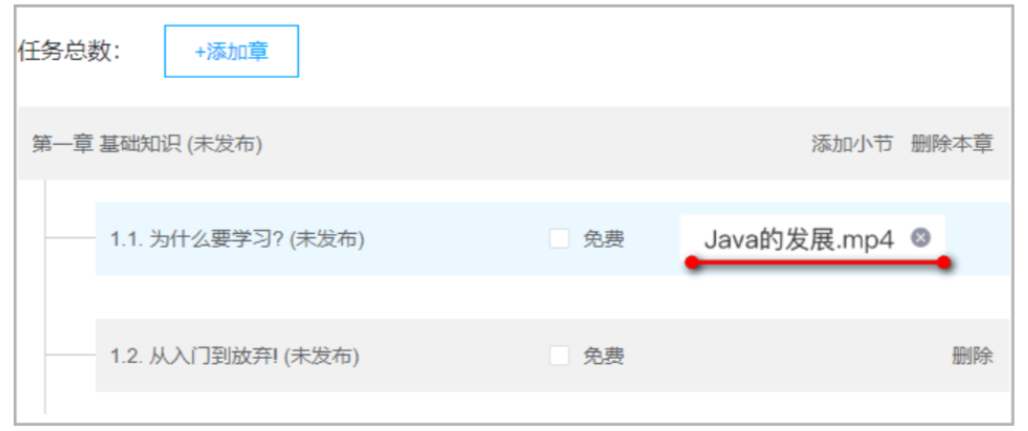 任务总数： +添加章
第一章 基础知识 (未发布) 添加小节 删除本章
1.1. 为什么要学习? (未发布) 免费 Java的发展.mp4
1.2. 从入门到放弃! (未发布) 免费 删除